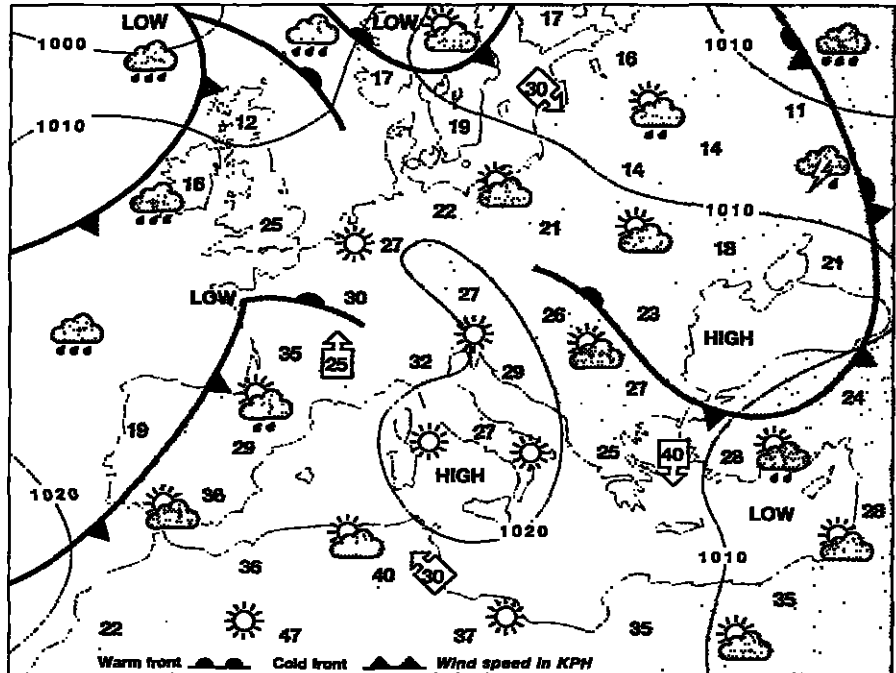 LOW LOW 17
1000 1010
17 16
30
1010 12 19 11
14 14
16
25 22 21 1010
27 18 21
LOW 30 27 26 23 HIGH
35 25 32 29 27 24
19 29 27 25 40 28
1020 36 HIGH LOW 28
1020 1010
36 40 30 35
22 47 37 35
Warm front Cold front Wind speed in KPH